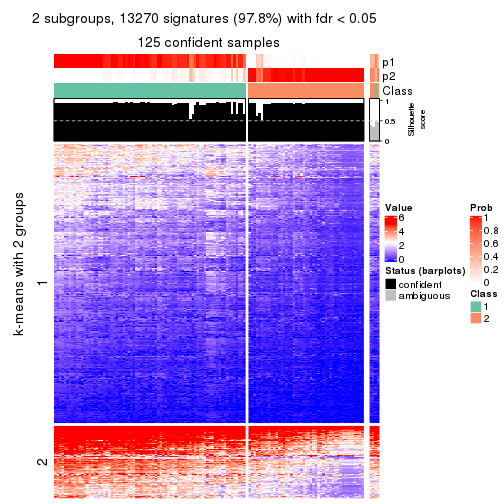 2 subgroups, 13270 signatures (97.8%) with fdr < 0.05
125 confident samples
p1
p2
Class
1
0.5
0
Silhouette
score
k-means with 2 groups
1
2
Value
6
4
2
0
Status (barplots)
confident
ambiguous
Prob
1
0.8
0.6
0.4
0.2
0
Class
1
2